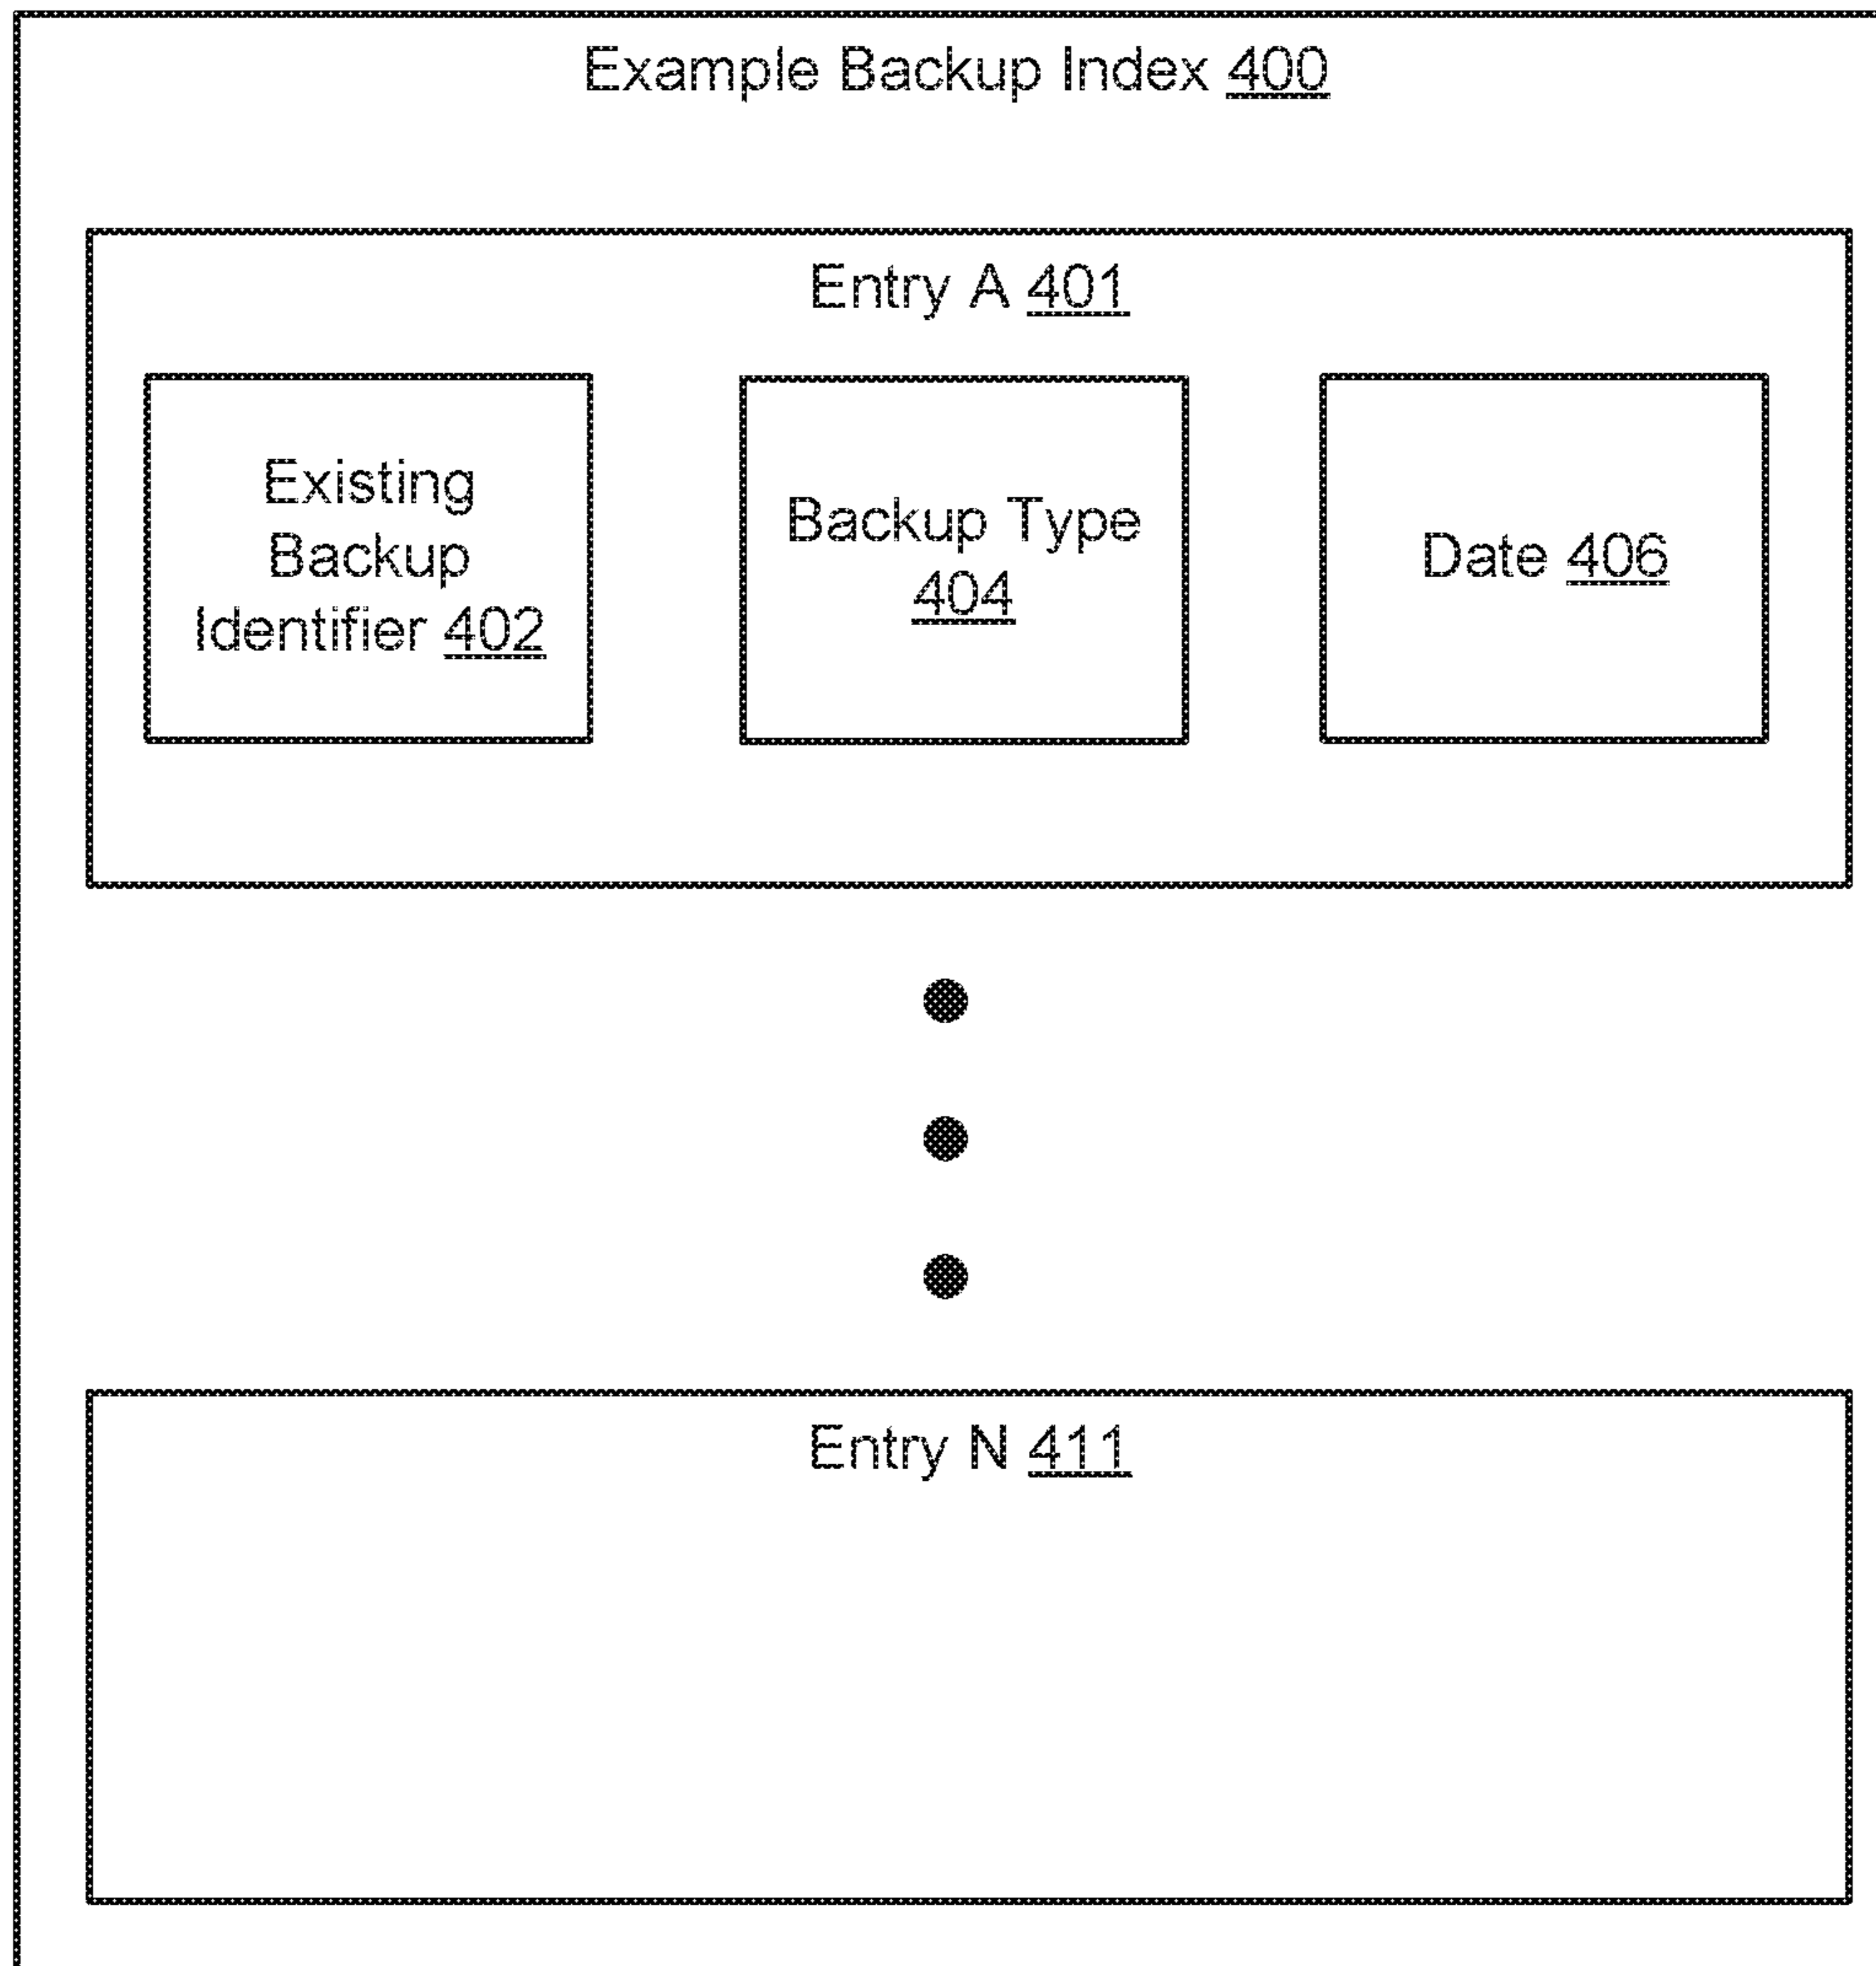 Example Backup Index 400
Entry A 401
Existing
Backup
Identifier 402
Backup Type
404
Date 406
Entry N 411